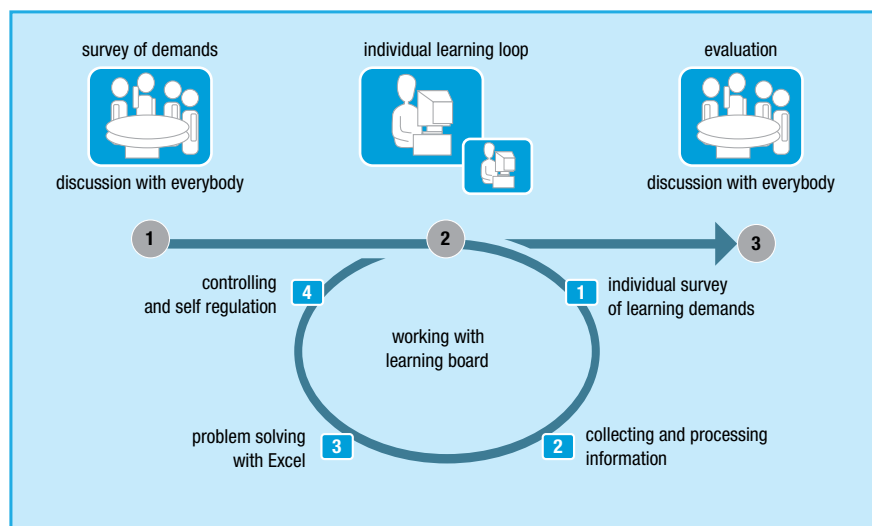 survey of demands
individual learning loop
evaluation
discussion with everybody
discussion with everybody
1
2
3
controlling
and self regulation
4
1
individual survey
of learning demands
working with
learning board
problem solving
with Excel
3
2
collecting and processing
information